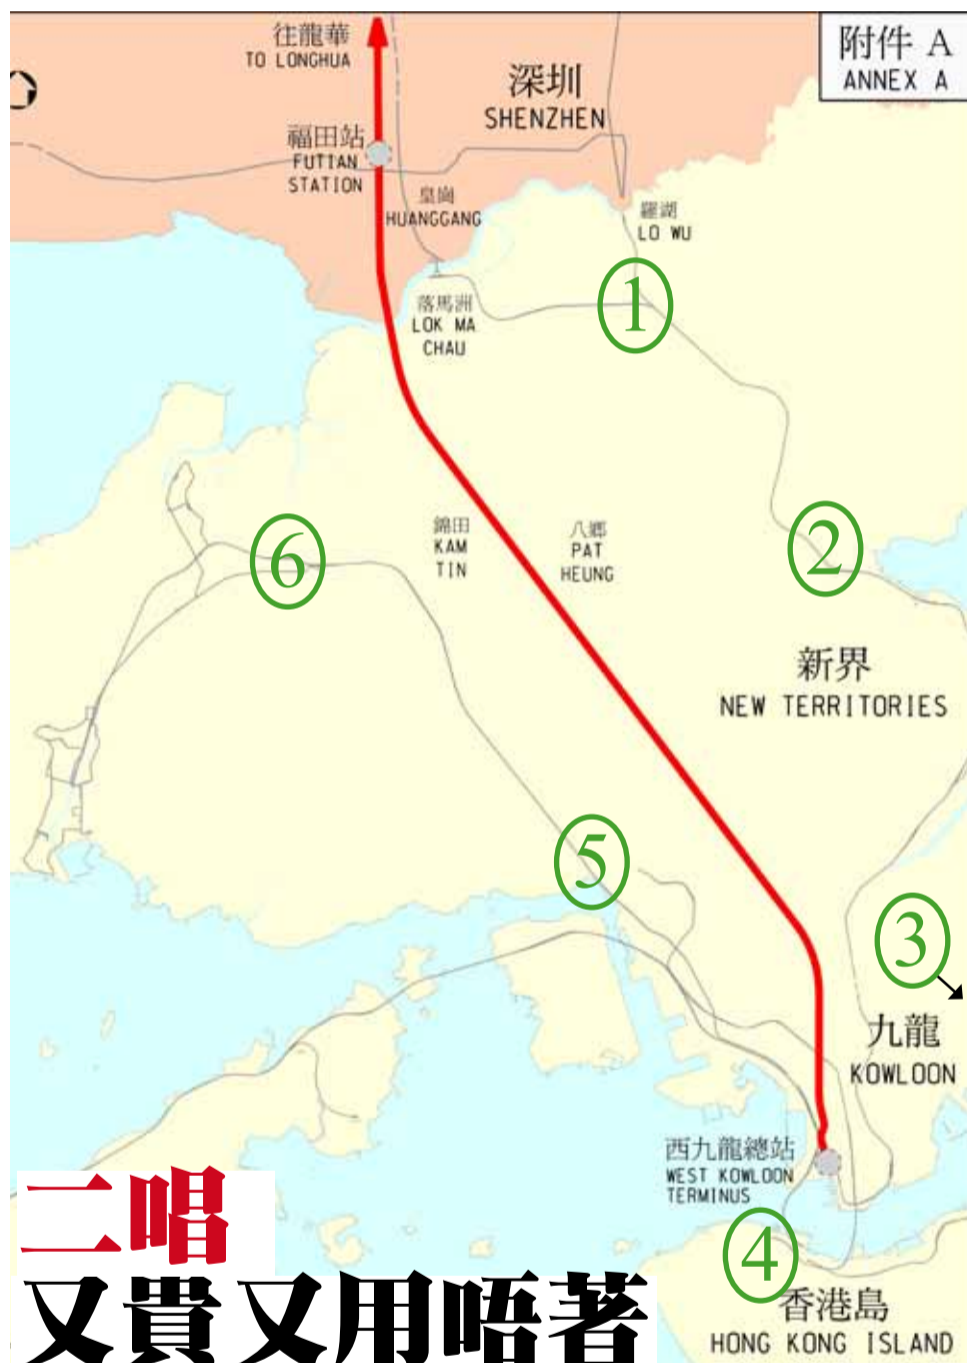 往龍華
TO LONGHUA
附件 A
ANNEX A
深圳
SHENZHEN
福田站
FUTIAN
STATION
皇崗
HUANGGANG
羅湖
LO WU
落馬洲
LOK MA
CHAU
1
錦田
KAM
TIN
八鄉
PAT
HEUNG
6
2
新界
NEW TERRITORIES
5
3
九龍
KOWLOON
西九龍總站
WEST KOWLOON
TERMINUS
4
香港島
HONG KONG ISLAND
二唱
又貴又用唔著